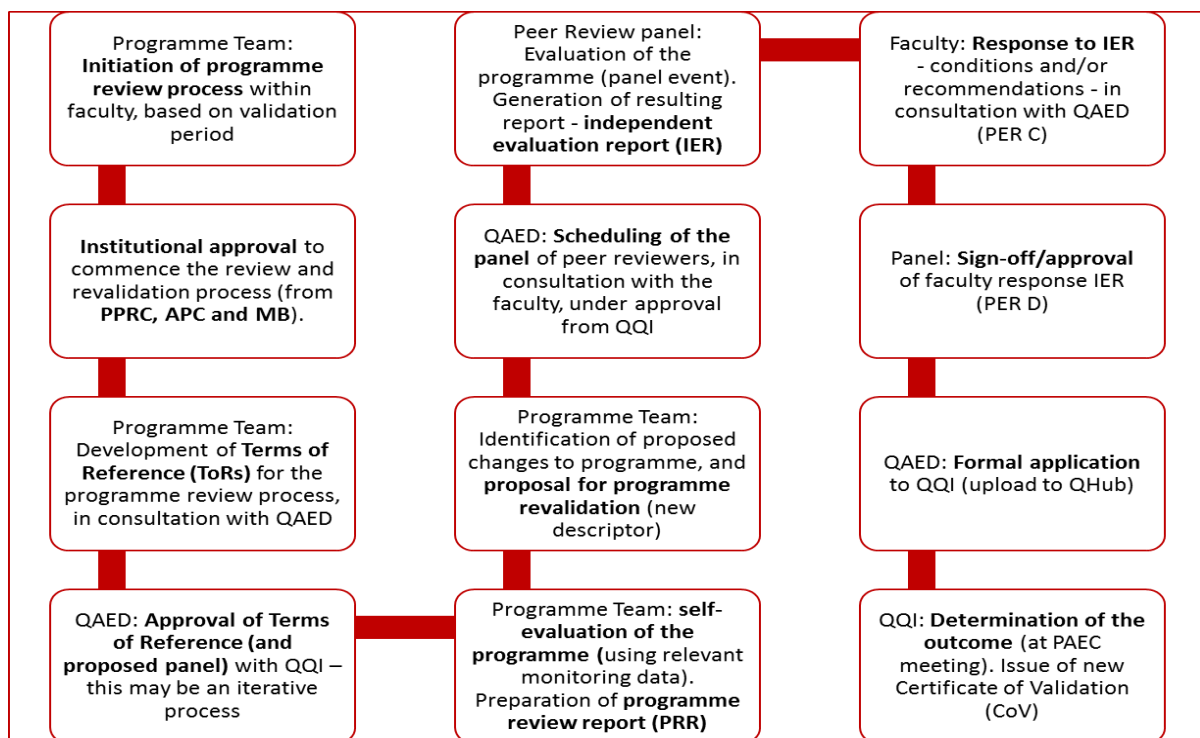 Programme Team:
Initiation of programme
review process within
faculty, based on validation
period
Institutional approval to
commence the review and
revalidation process (from
PPRC, APC and MB).
Programme Team:
Development of Terms of
Reference (ToRs) for the
programme review process,
in consultation with QAED
QAED: Approval of Terms
of Reference (and
proposed panel) with QQI –
this may be an iterative
process
Programme Team: self-
evaluation of the
programme (using relevant
monitoring data).
Preparation of programme
review report (PRR)
Programme Team:
Identification of proposed
changes to programme, and
proposal for programme
revalidation (new
descriptor)
QAED: Scheduling of the
panel of peer reviewers, in
consultation with the
faculty, under approval
from QQI
Peer Review panel:
Evaluation of the
programme (panel event).
Generation of resulting
report - independent
evaluation report (IER)
Faculty: Response to IER
- conditions and/or
recommendations - in
consultation with QAED
(PER C)
Panel: Sign-off/approval
of faculty response IER
(PER D)
QAED: Formal application
to QQI (upload to QHub)
QQI: Determination of the
outcome (at PAEC
meeting). Issue of new
Certificate of Validation
(CoV)